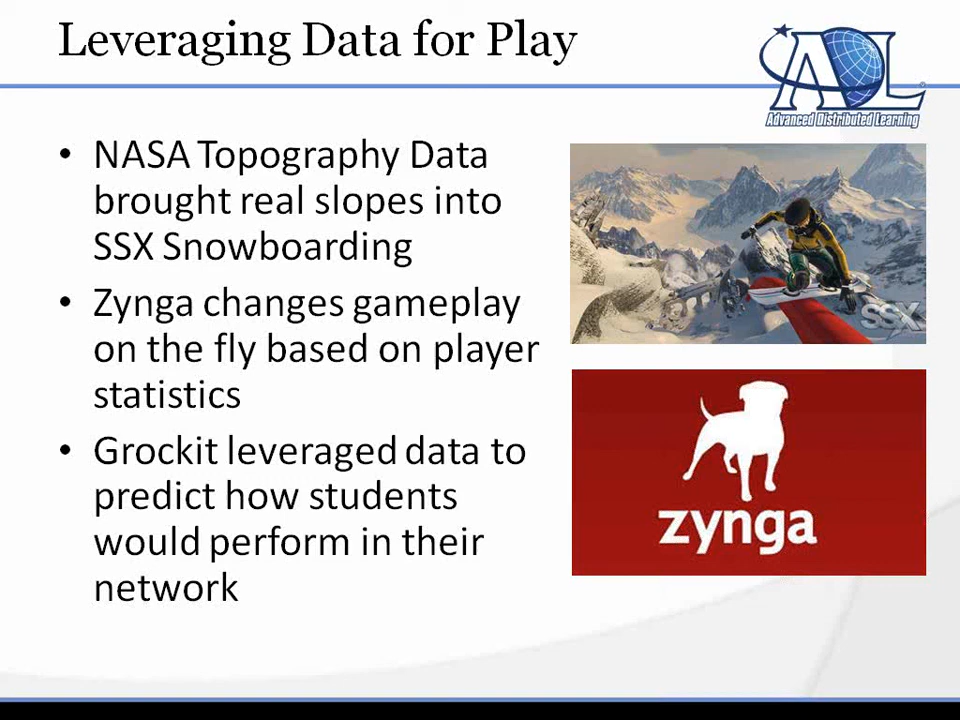 Leveraging Data for Play
ADL
Advanced Distributed Learning
• NASA Topography Data
brought real slopes into
SSX Snowboarding
• Zynga changes gameplay
on the fly based on player
statistics
• Grockit leveraged data to
predict how students
would perform in their
network
SSX
zynga